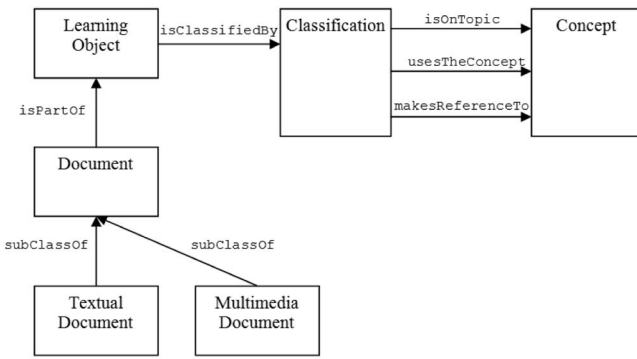 Learning
Object
isClassifiedBy
Classification
isOnTopic
Concept
usesTheConcept
makesReferenceTo
isPartOf
Document
subClassOf
subClassOf
Textual
Document
Multimedia
Document